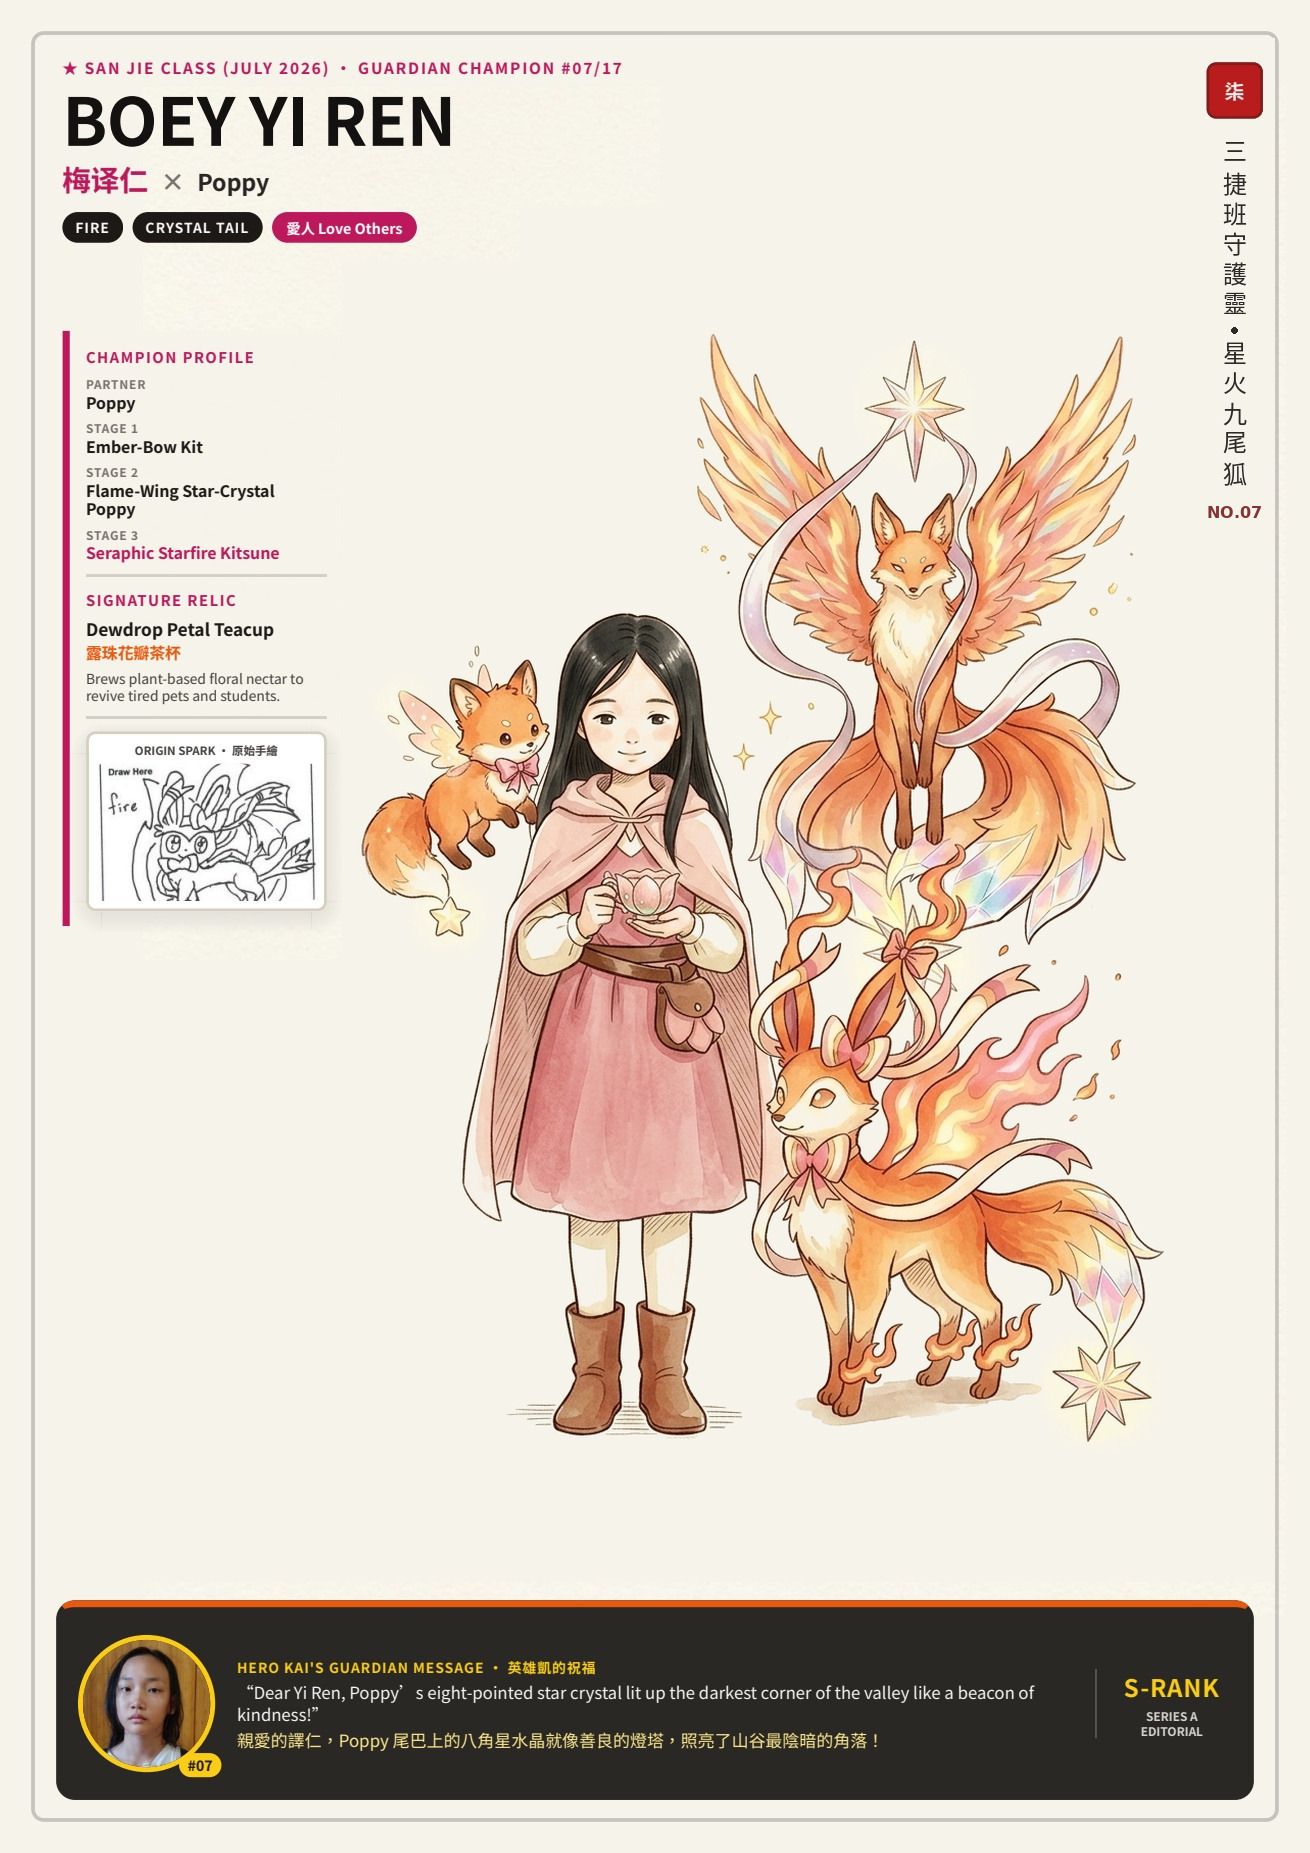 ★ SAN JIE CLASS (JULY 2026) • GUARDIAN CHAMPION #07/17
BOEY YI REN
梅译仁 × Poppy
FIRE
CRYSTAL TAIL
愛人 Love Others
柒
三捷班守護靈•星火九尾狐
NO.07
CHAMPION PROFILE
PARTNER
Poppy
STAGE 1
Ember-Bow Kit
STAGE 2
Flame-Wing Star-Crystal
Poppy
STAGE 3
Seraphic Starfire Kitsune
SIGNATURE RELIC
Dewdrop Petal Teacup
露珠花瓣茶杯
Brews plant-based floral nectar to
revive tired pets and students.
ORIGIN SPARK • 原始手繪
Draw Here
fire
HERO KAI'S GUARDIAN MESSAGE • 英雄凱的祝福
“Dear Yi Ren, Poppy’s eight-pointed star crystal lit up the darkest corner of the valley like a beacon of
kindness!”
親愛的譯仁，Poppy 尾巴上的八角星水晶就像善良的燈塔，照亮了山谷最陰暗的角落！
#07
S-RANK
SERIES A
EDITORIAL